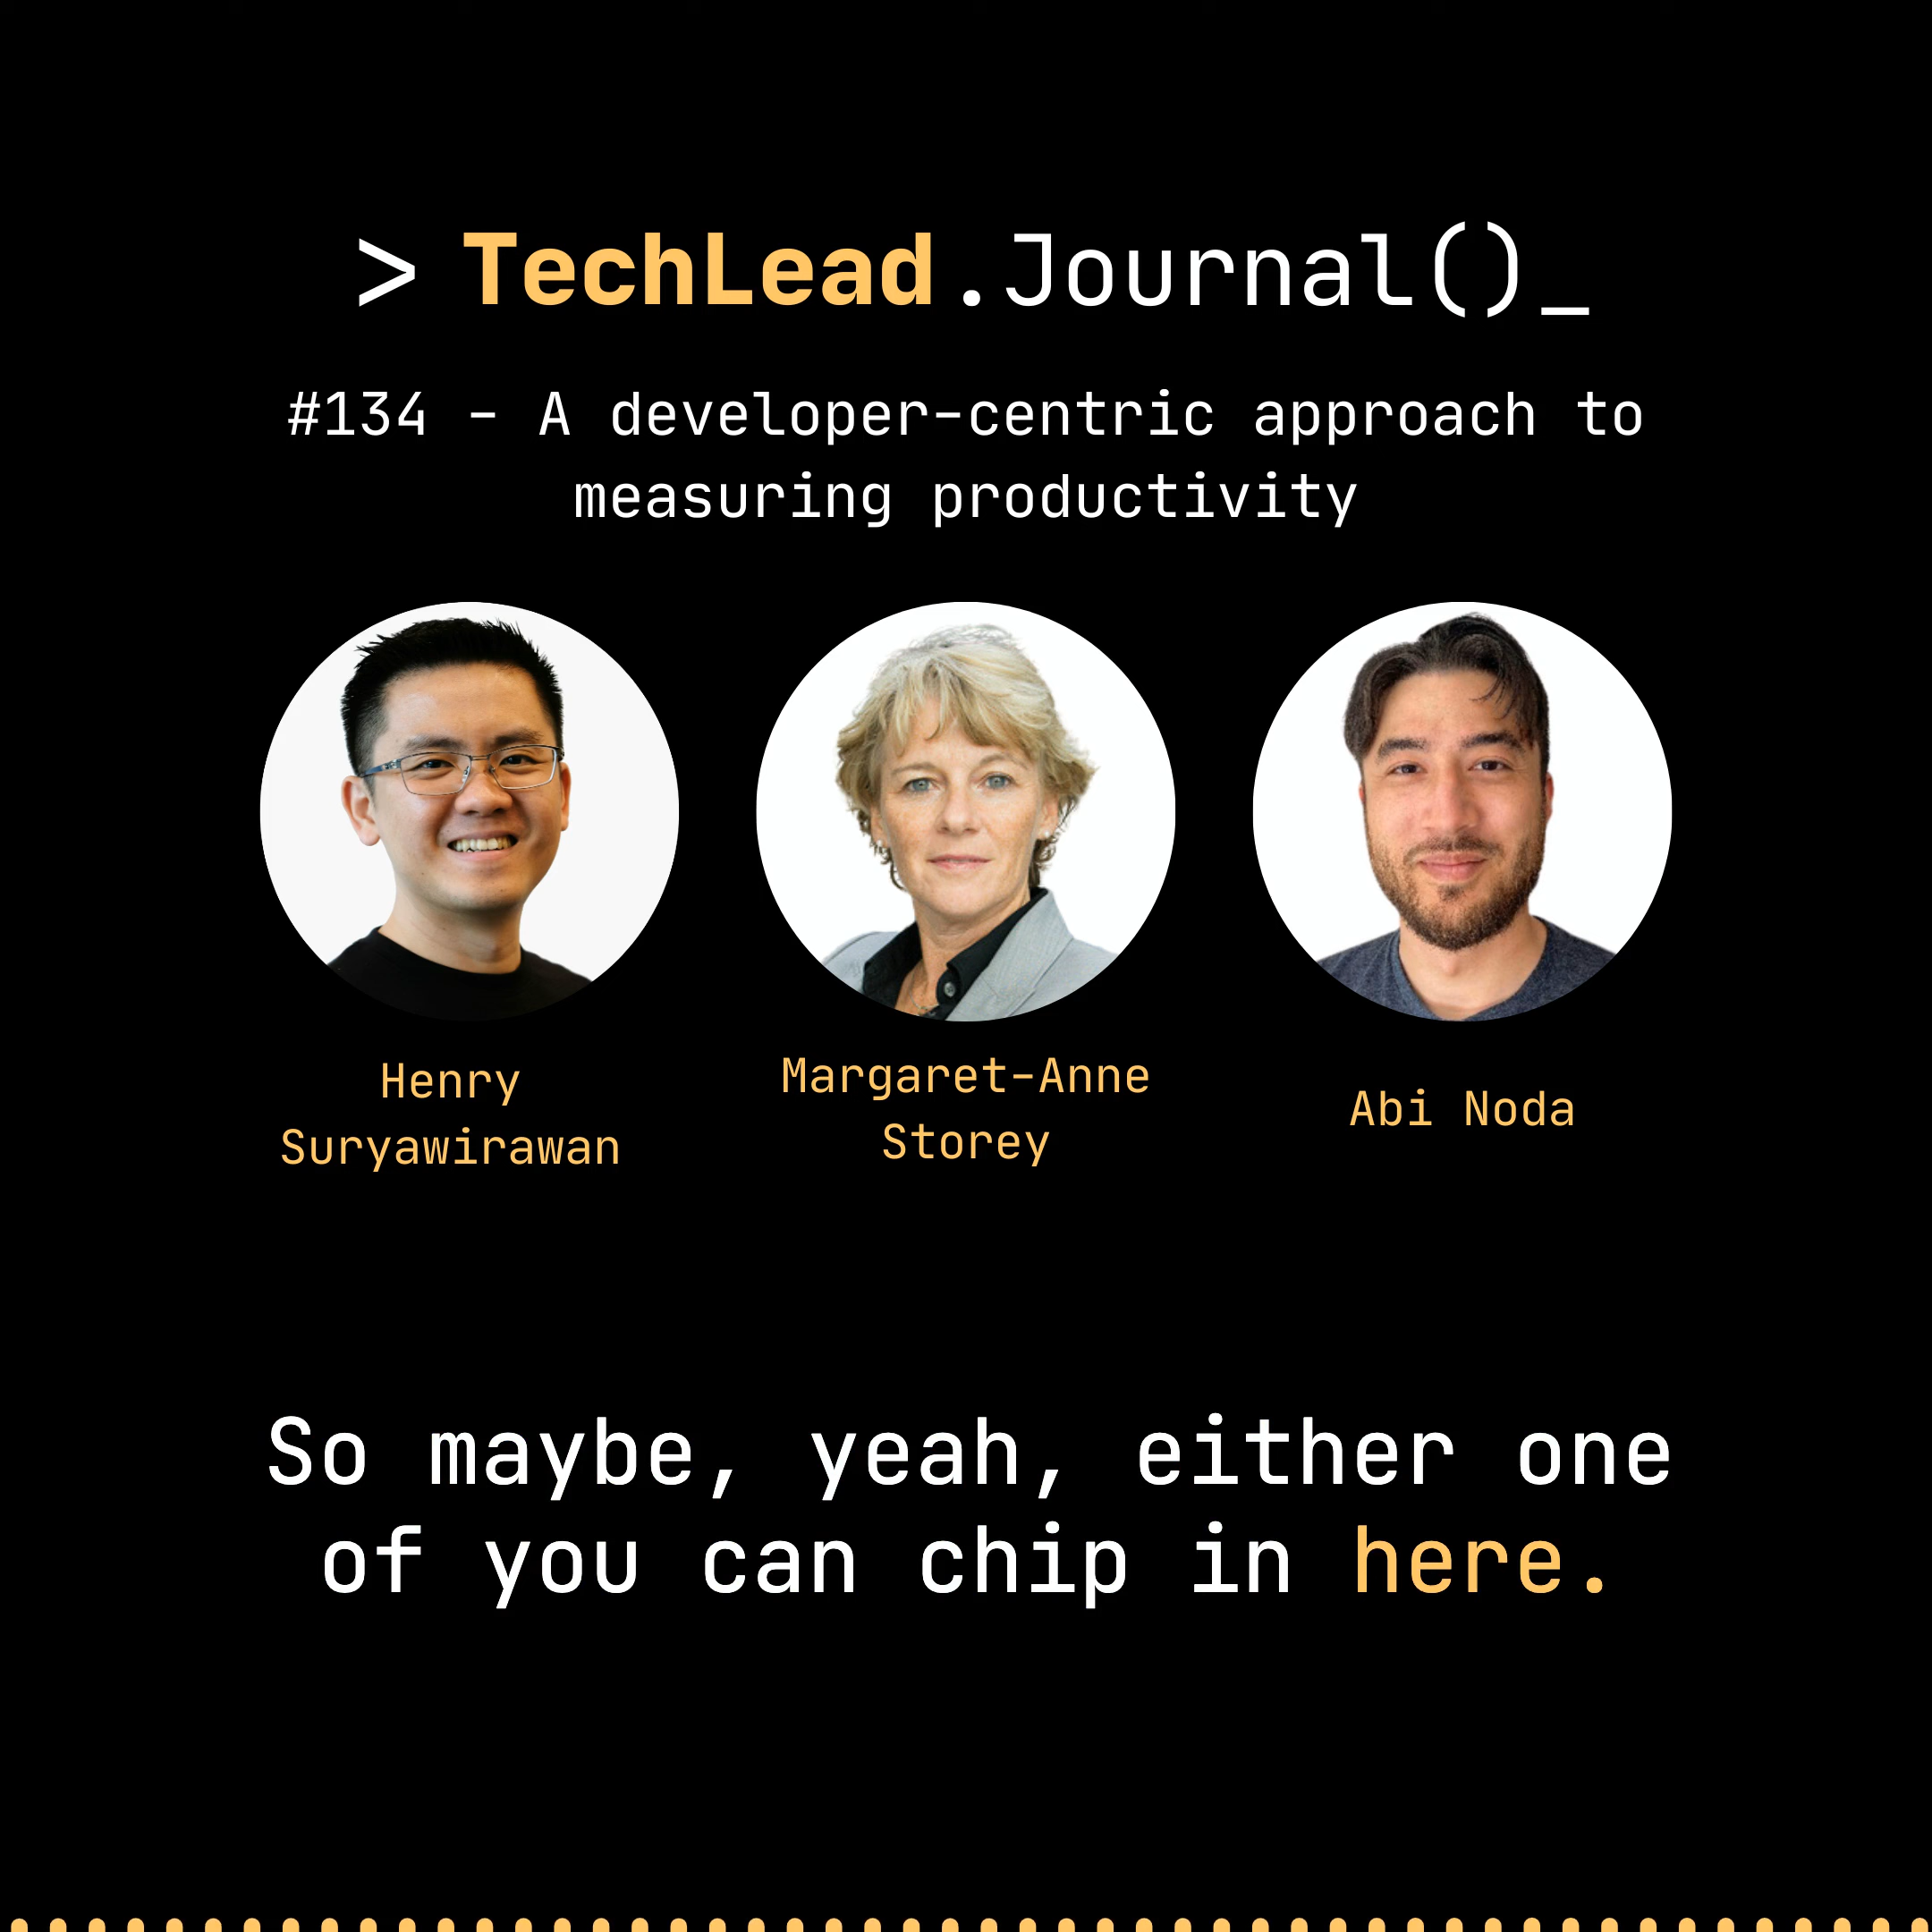 > TechLead.Journal()_
#134 - A developer-centric approach to
measuring productivity
Henry
Suryawirawan
Margaret-Anne
Storey
Abi Noda
So maybe, yeah, either one
of you can chip in here.